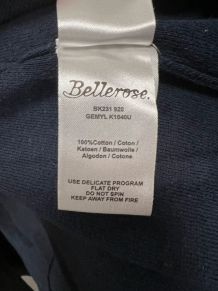 Bellerose.
BK231 920
GEMYL K1040U
100%Cotton / Coton /
Katoen / Baumwolle /
Algodon / Cotone
USE DELICATE PROGRAM
FLAT DRY
DO NOT SPIN
KEEP AWAY FROM FIRE